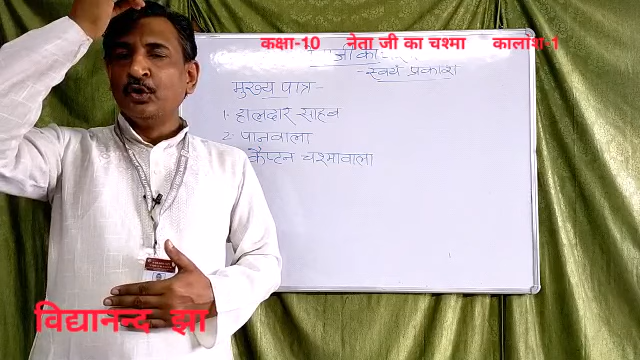 कक्षा-10 नेता जी का चश्मा कालांश-1
जी का
-स्वयं प्रकाश
मुख्य पात्र-
1. हालदार साहब
2. पानवाला
कैप्टन चश्मावाला
विद्यानन्द झा